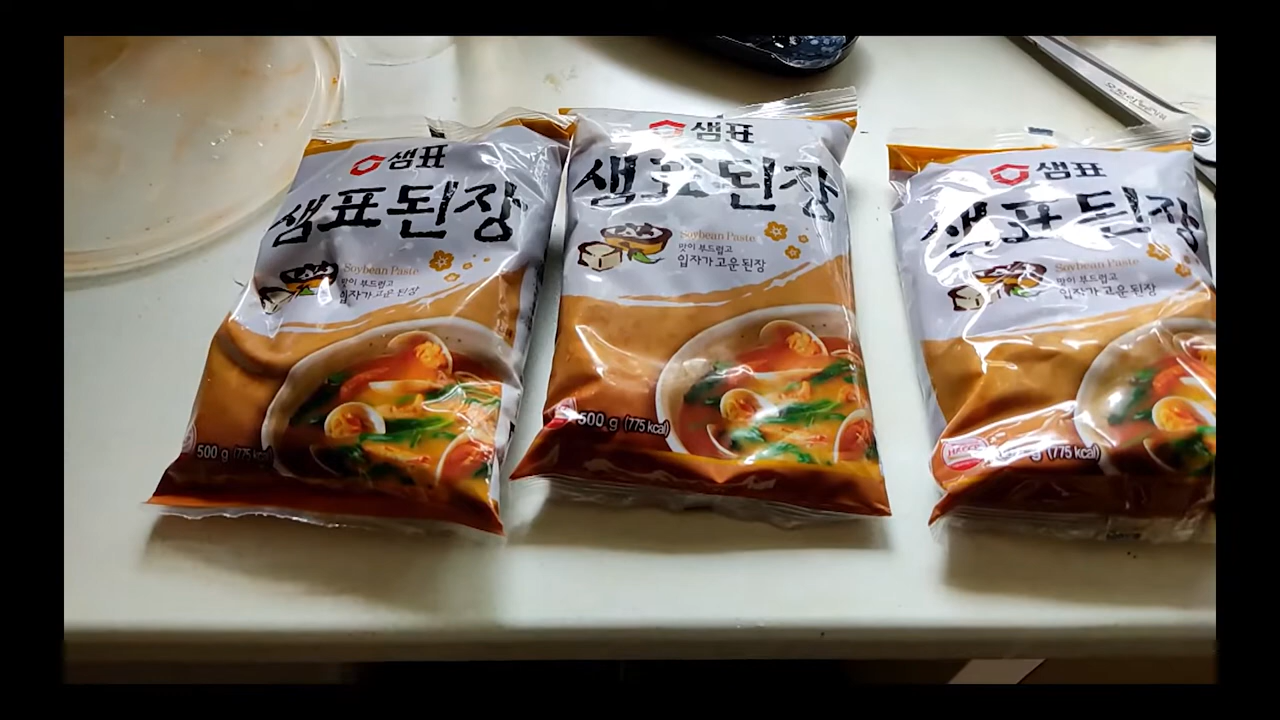 샘표
샘표된장
Soybean Paste
맛이 부드럽고
입자가 고운 된장
500 g (775 kcal)
샘표
샘표된장
Soybean Paste
맛이 부드럽고
입자가 고운 된장
500 g (775 kcal)
샘표
샘표된장
Soybean Paste
맛이 부드럽고
입자가 고운 된장
g (775 kcal)